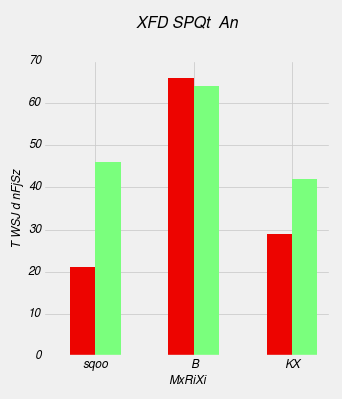 XFD SPQt  An
70
60
50
40
30
20
10
0
T WSJ d nFjSz
sqoo
B
KX
MxRiXi